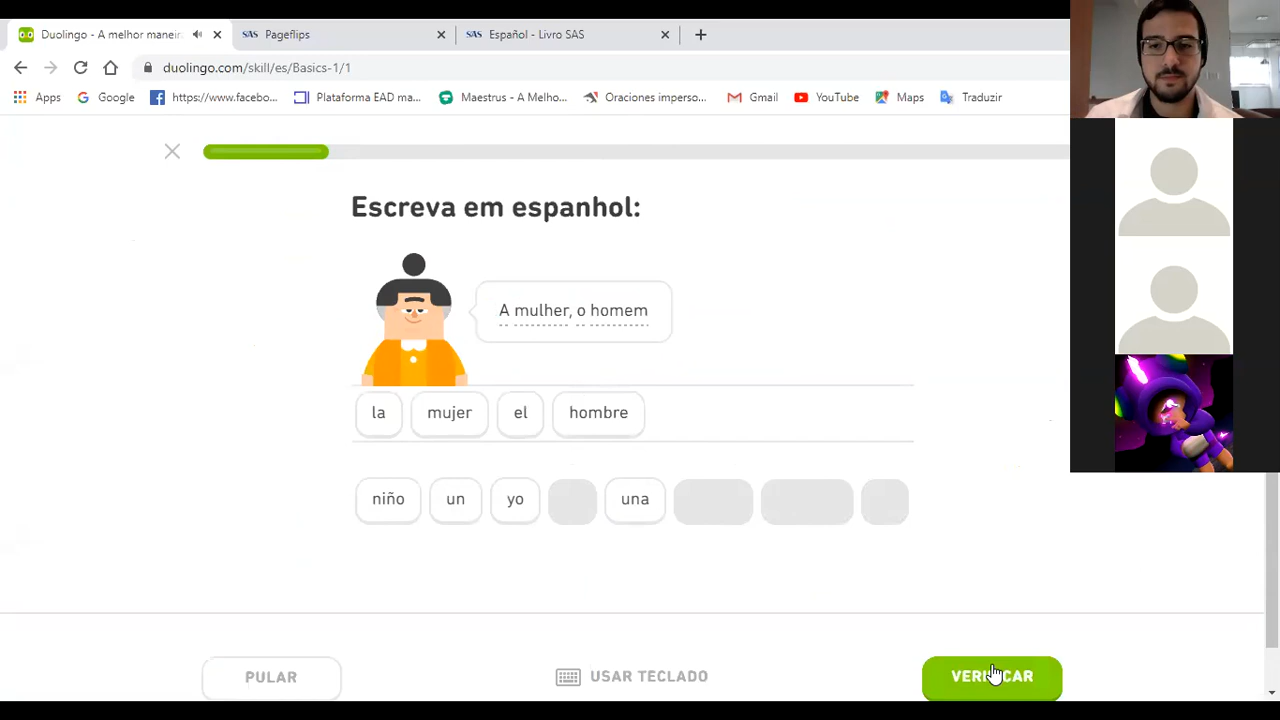 Duolingo - A melhor maneir
SAS Pageflips
SAS Español - Livro SAS
duolingo.com/skill/es/Basics-1/1
Apps Google https://www.facebo... Plataforma EAD ma... Maestrus - A Melho... Oraciones imperso... Gmail YouTube Maps Traduzir
Escreva em espanhol:
A mulher, o homem
la mujer el hombre
niño un yo una
PULAR USAR TECLADO VERIFICAR